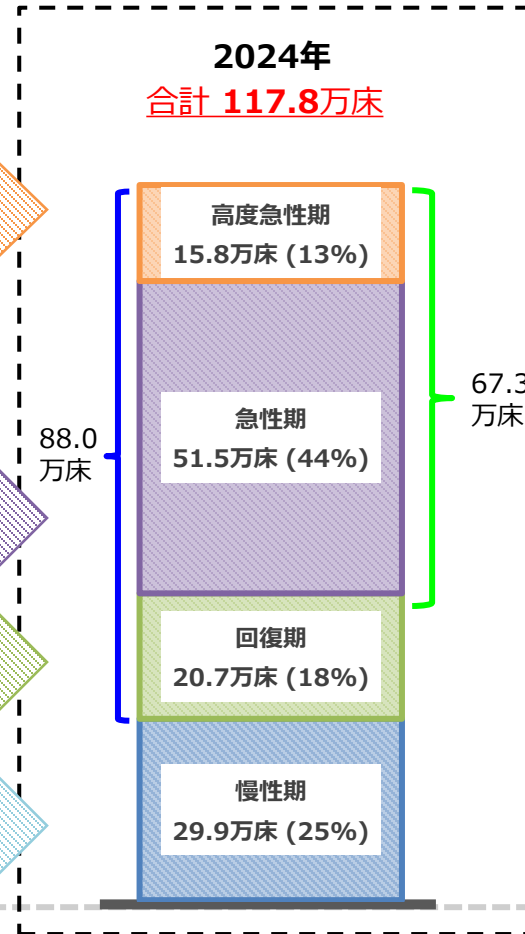 2024年
合計 117.8万床
高度急性期
15.8万床 (13%)
急性期
51.5万床 (44%)
88.0
万床
67.3
万床
回復期
20.7万床 (18%)
慢性期
29.9万床 (25%)